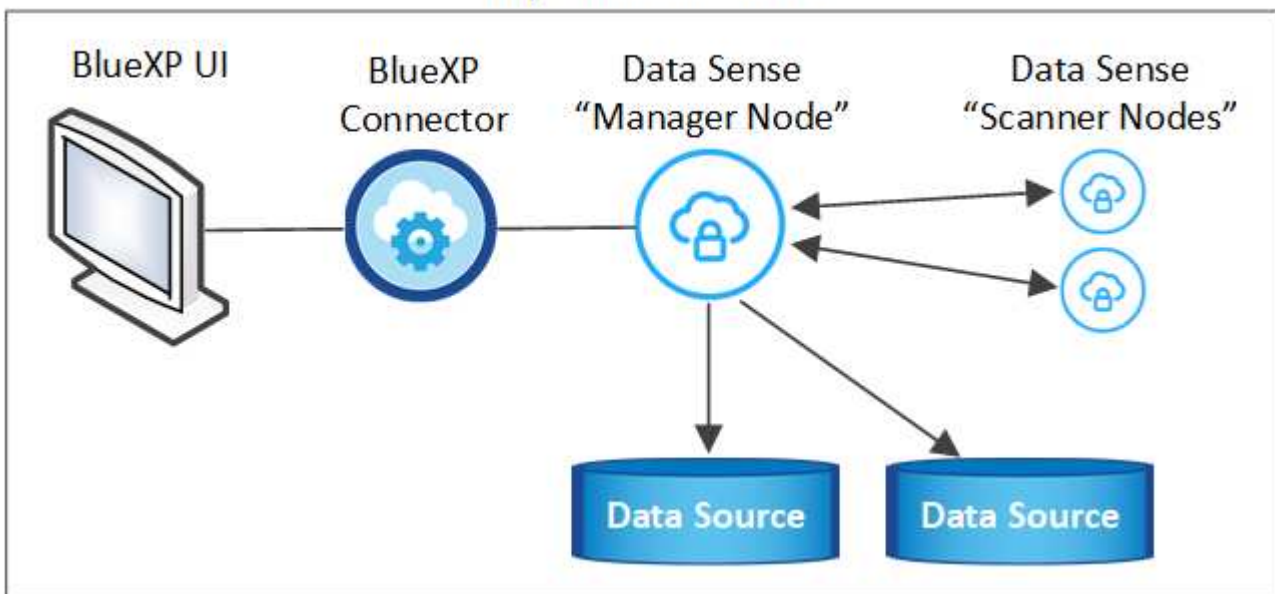 BlueXP UI
BlueXP
Connector
Data Sense
“Manager Node”
Data Sense
“Scanner Nodes”
Data Source
Data Source